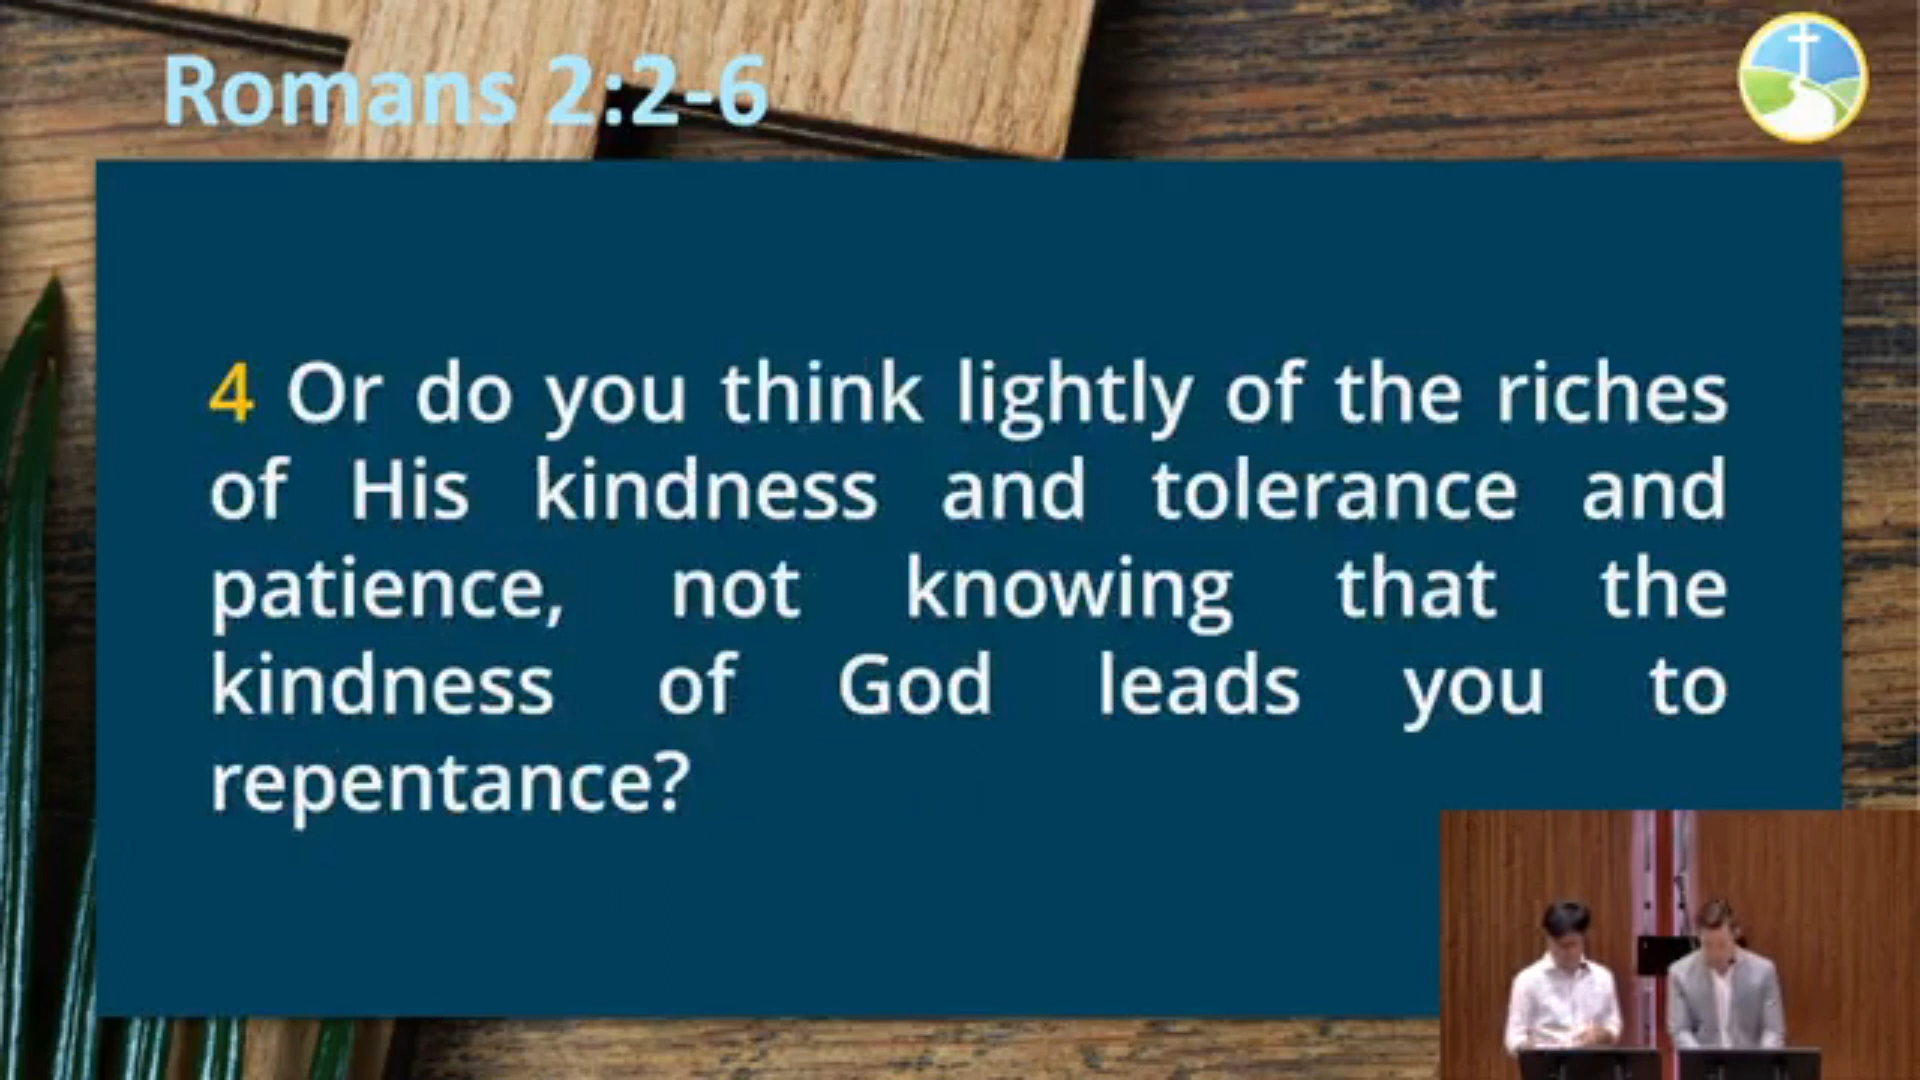 Romans 2:2-6
4 Or do you think lightly of the riches
of His kindness and tolerance and
patience, not knowing that the
kindness of God leads you to
repentance?